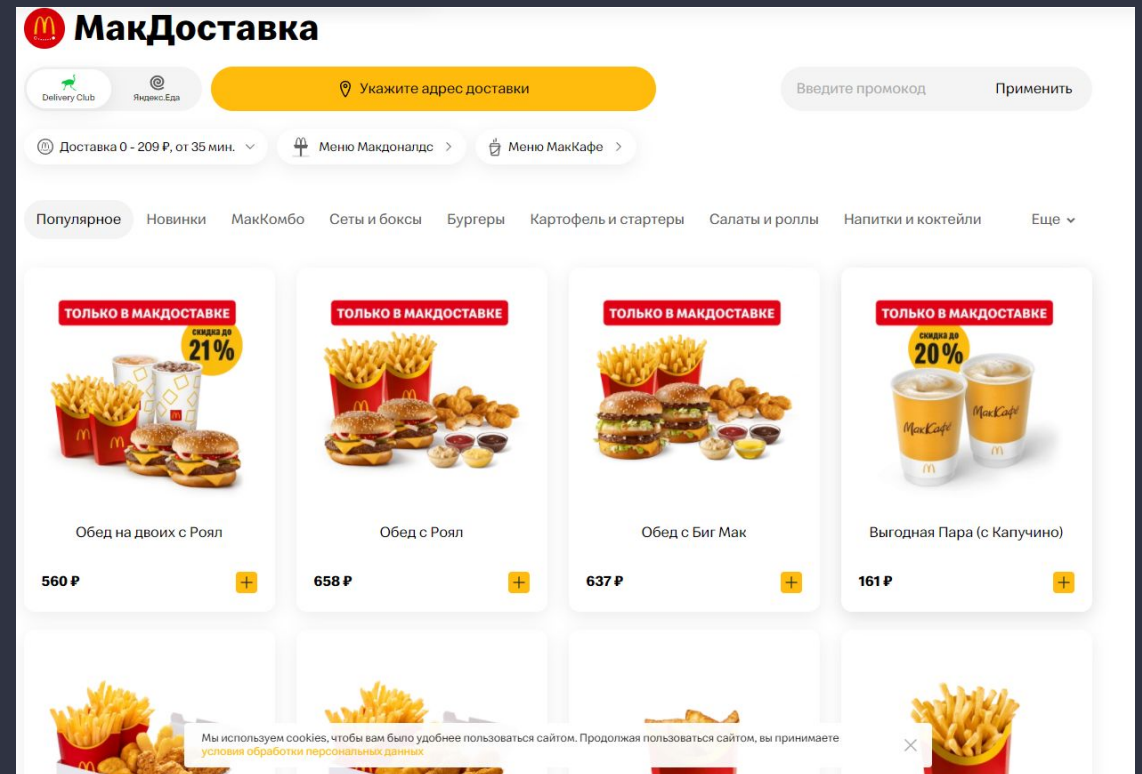 МакДоставка
Delivery Club
Яндекс.Еда
Укажите адрес доставки
Введите промокод
Применить
Доставка 0 - 209 ₽, от 35 мин.
Меню Макдоналдс
Меню МакКафе
Популярное
Новинки
МакКомбо
Сеты и боксы
Бургеры
Картофель и стартеры
Салаты и роллы
Напитки и коктейли
Еще
ТОЛЬКО В МАКДОСТАВКЕ
скидка до
21%
Обед на двоих с Роял
560 ₽
ТОЛЬКО В МАКДОСТАВКЕ
Обед с Роял
658 ₽
ТОЛЬКО В МАКДОСТАВКЕ
Обед с Биг Мак
637 ₽
ТОЛЬКО В МАКДОСТАВКЕ
скидка до
20%
МакКафе
МакКафе
Выгодная Пара (с Капучино)
161 ₽
Мы используем cookies, чтобы вам было удобнее пользоваться сайтом. Продолжая пользоваться сайтом, вы принимаете
условия обработки персональных данных